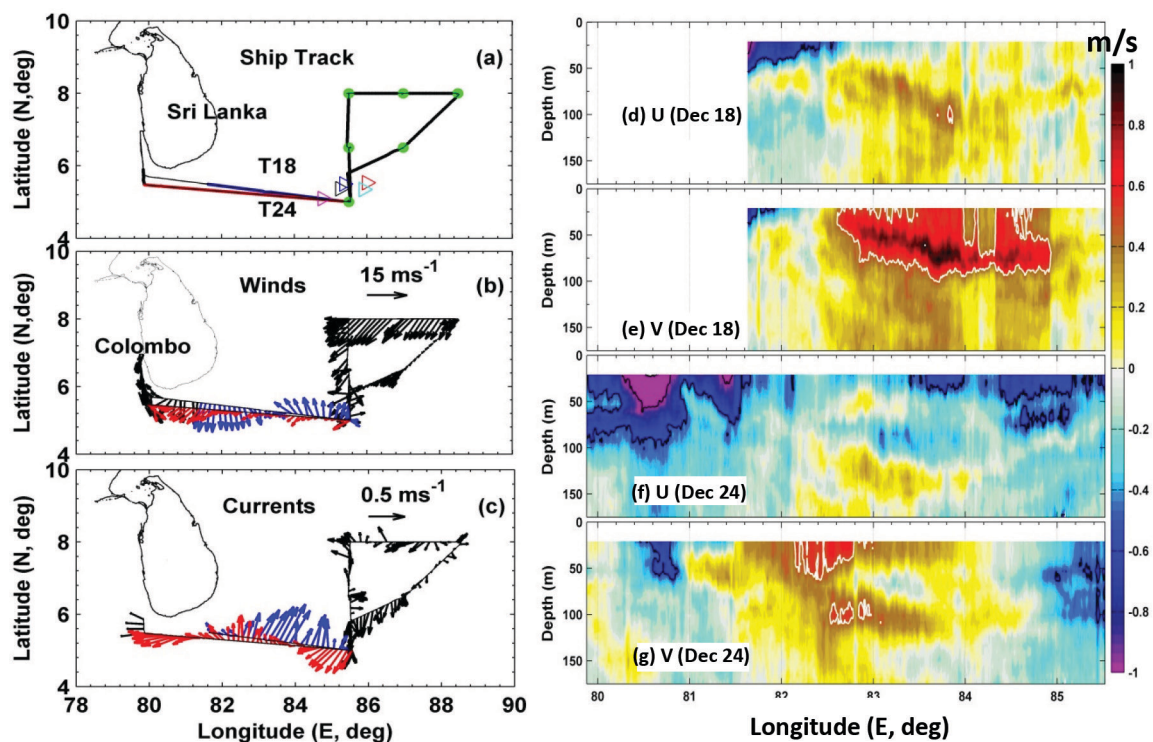 10
8
6
4
Latitude (N,deg)
Ship Track
(a)
Sri Lanka
T18
T24
10
8
6
4
Latitude (N,deg)
Winds
15 ms-1
(b)
Colombo
10
8
6
4
Latitude (N, deg)
Currents
0.5 ms-1
(c)
78 80 82 84 86 88 90
Longitude (E, deg)
0
50
100
150
Depth (m)
(d) U (Dec 18)
0
50
100
150
Depth (m)
(e) V (Dec 18)
0
50
100
150
Depth (m)
(f) U (Dec 24)
0
50
100
150
Depth (m)
(g) V (Dec 24)
80 81 82 83 84 85
Longitude (E, deg)
m/s
1
0.8
0.6
0.4
0.2
0
-0.2
-0.4
-0.6
-0.8
-1